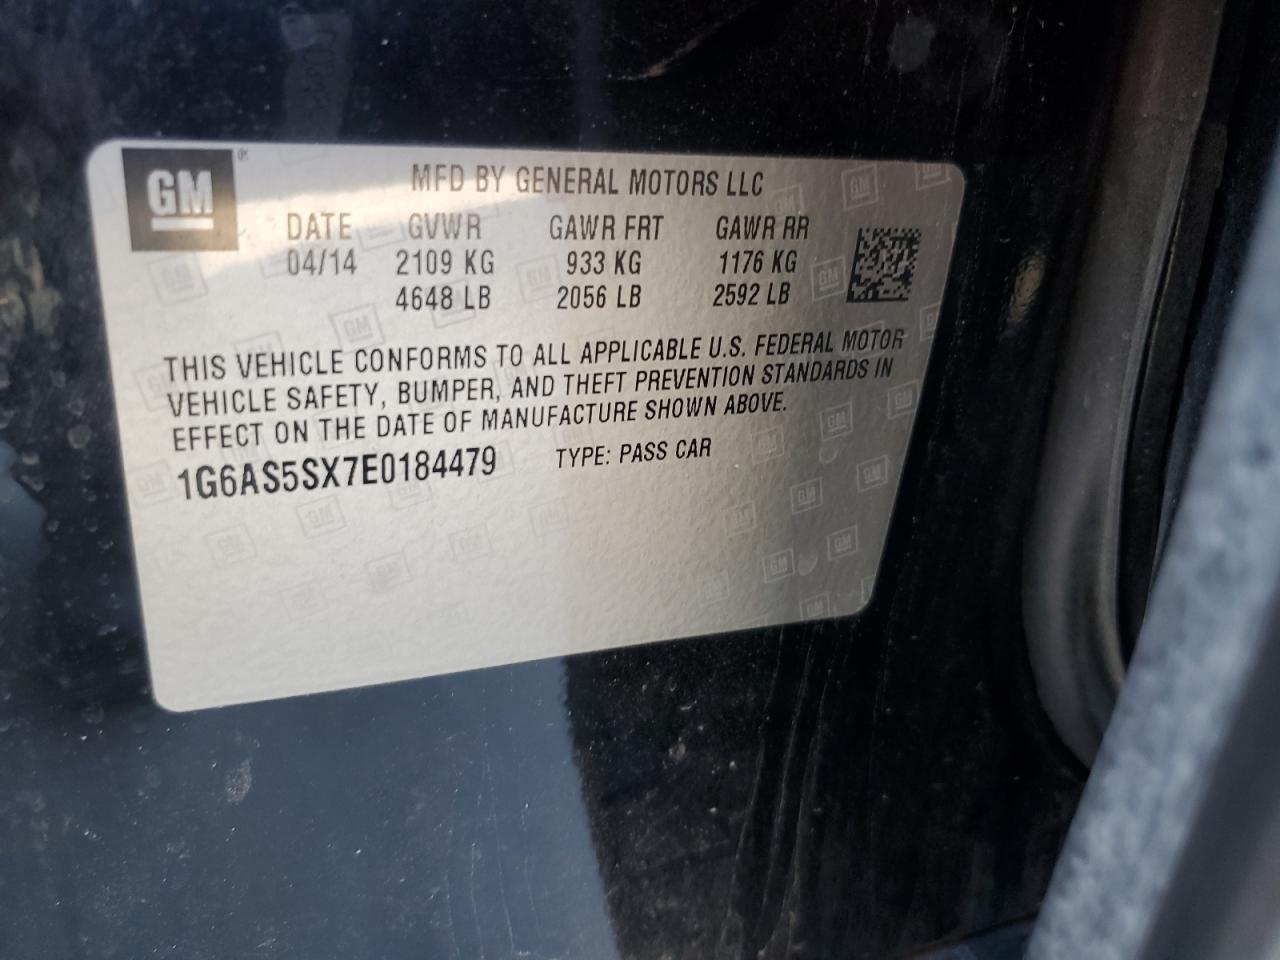 GM
MFD BY GENERAL MOTORS LLC
DATE GVWR GAWR FRT GAWR RR
04/14 2109 KG 933 KG 1176 KG
4648 LB 2056 LB 2592 LB
THIS VEHICLE CONFORMS TO ALL APPLICABLE U.S. FEDERAL MOTOR
VEHICLE SAFETY, BUMPER, AND THEFT PREVENTION STANDARDS IN
EFFECT ON THE DATE OF MANUFACTURE SHOWN ABOVE.
1G6AS5SX7E0184479 TYPE: PASS CAR